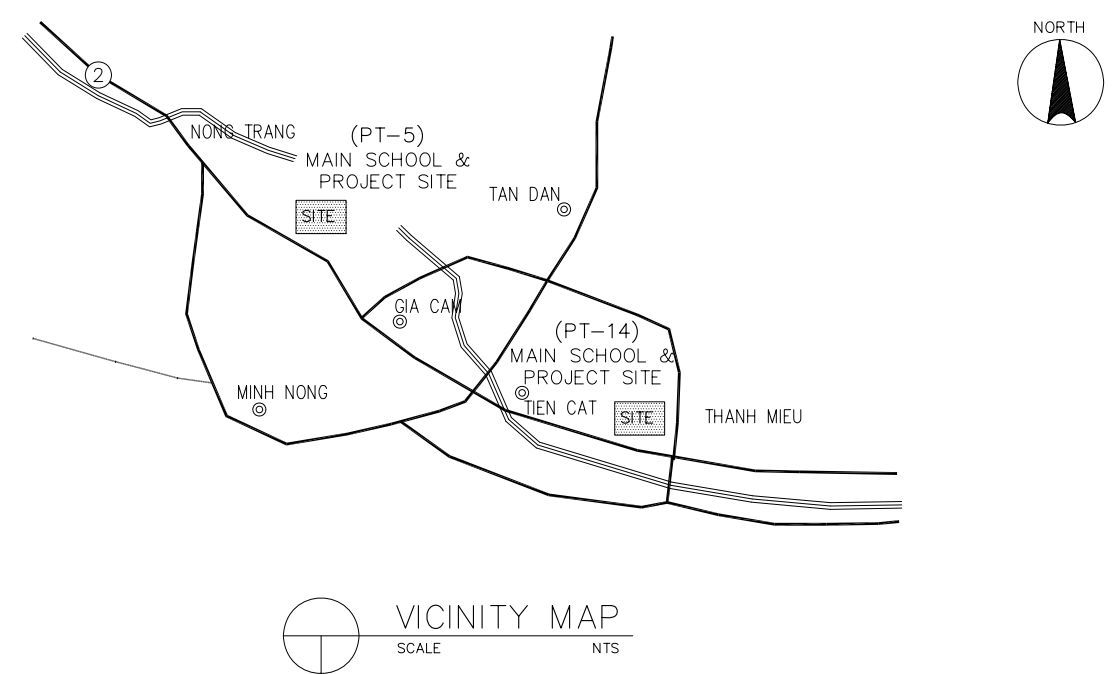 NORTH
2
NONG TRANG
(PT-5)
MAIN SCHOOL &
PROJECT SITE
SITE
TAN DAN
GIA CAM
(PT-14)
MAIN SCHOOL &
PROJECT SITE
MINH NONG
TIEN CAT
SITE
THANH MIEU
VICINITY MAP
SCALE NTS